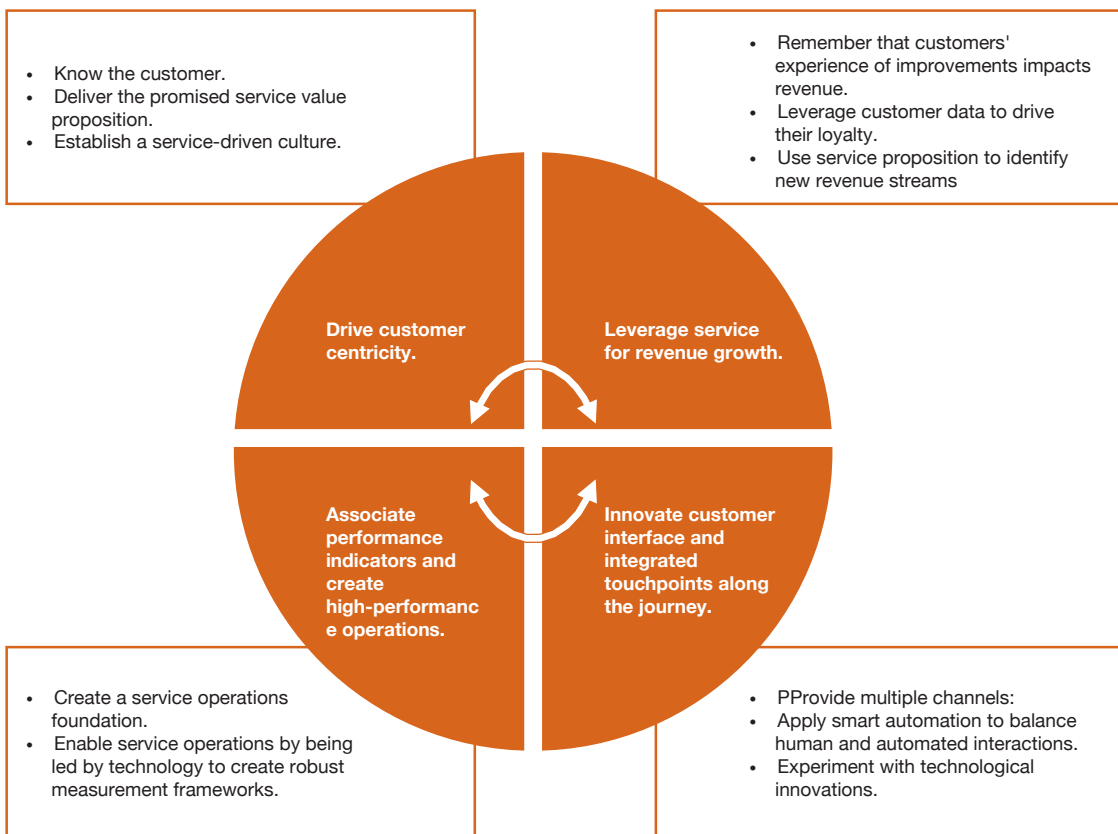 • Know the customer.
• Deliver the promised service value
proposition.
• Establish a service-driven culture.
• Remember that customers'
experience of improvements impacts
revenue.
• Leverage customer data to drive
their loyalty.
• Use service proposition to identify
new revenue streams
Drive customer
centricity.
Leverage service
for revenue growth.
Associate
performance
indicators and
create
high-performanc
e operations.
Innovate customer
interface and
integrated
touchpoints along
the journey.
• Create a service operations
foundation.
• Enable service operations by being
led by technology to create robust
measurement frameworks.
• PProvide multiple channels:
• Apply smart automation to balance
human and automated interactions.
• Experiment with technological
innovations.